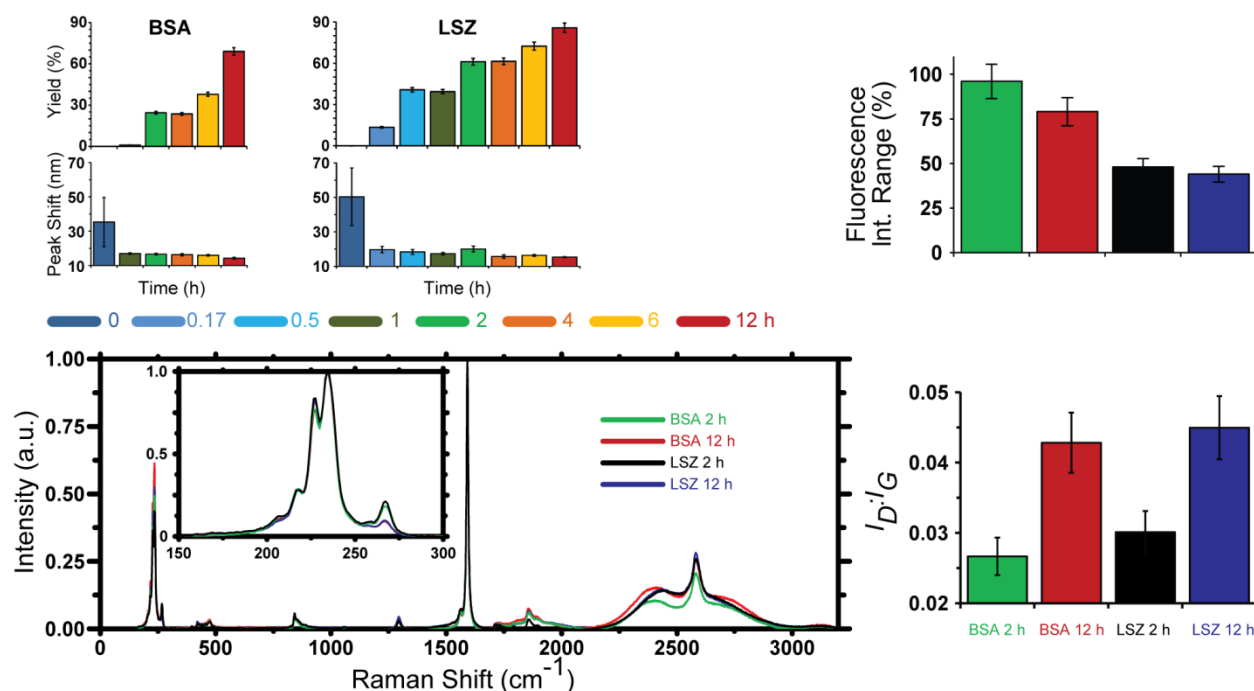 BSA
LSZ
Yield (%)
90
60
30
0
90
60
30
0
Peak Shift (nm)
70
50
30
10
70
50
30
10
Time (h)
Time (h)
0 0.17 0.5 1 2 4 6 12 h
Fluorescence
Int. Range (%)
100
75
50
25
0
Intensity (a.u.)
1.00
0.75
0.50
0.25
0.00
1.0
0.5
0
150 200 250 300
BSA 2 h
BSA 12 h
LSZ 2 h
LSZ 12 h
0 500 1000 1500 2000 2500 3000
Raman Shift (cm⁻¹)
I_D:I_G
0.05
0.04
0.03
0.02
BSA 2 h BSA 12 h LSZ 2 h LSZ 12 h